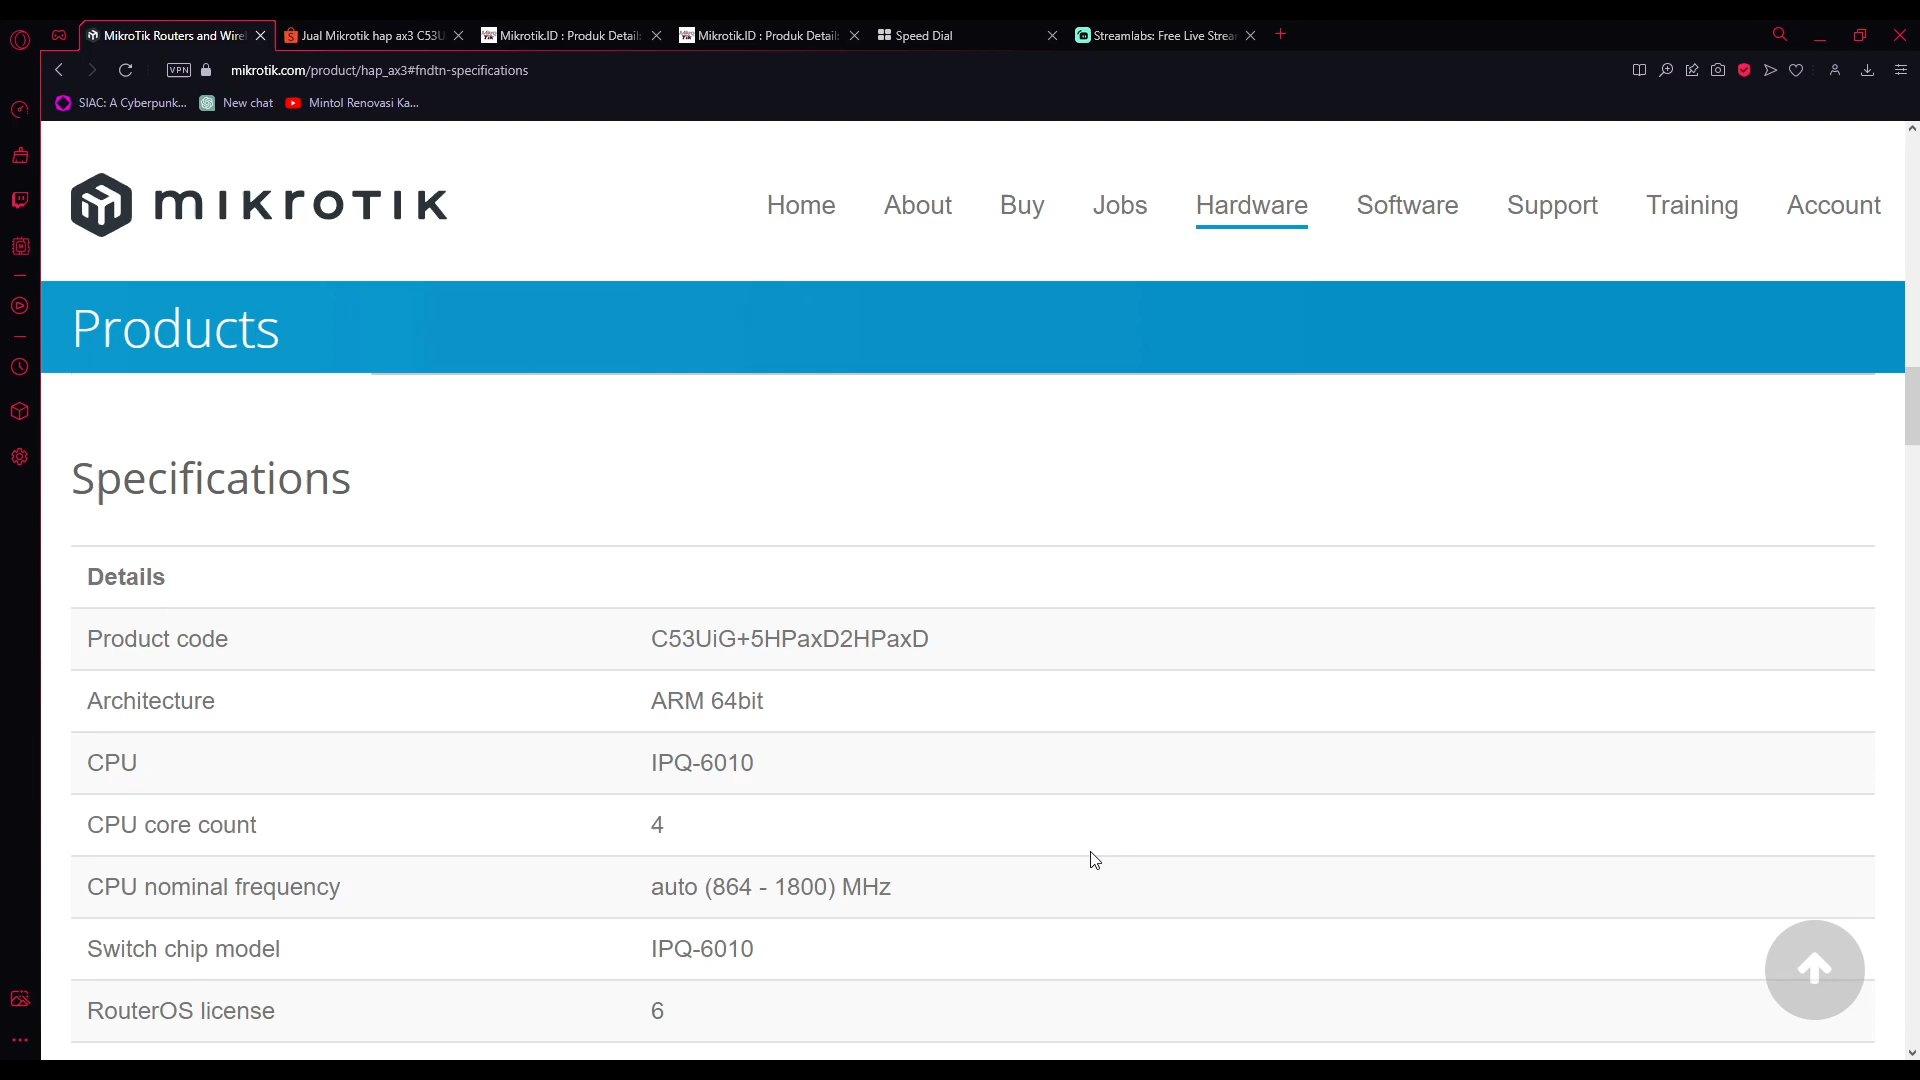 MikroTik Routers and Wirel
Jual Mikrotik hap ax3 C53U
Mikrotik.ID : Produk Detail:
Mikrotik.ID : Produk Detail:
Speed Dial
Streamlabs: Free Live Strea
VPN
mikrotik.com/product/hap_ax3#fndtn-specifications
SIAC: A Cyberpunk...
New chat
Mintol Renovasi Ka...
mikrotik
Home
About
Buy
Jobs
Hardware
Software
Support
Training
Account
Products
Specifications
Details
Product code C53UiG+5HPaxD2HPaxD
Architecture ARM 64bit
CPU IPQ-6010
CPU core count 4
CPU nominal frequency auto (864 - 1800) MHz
Switch chip model IPQ-6010
RouterOS license 6